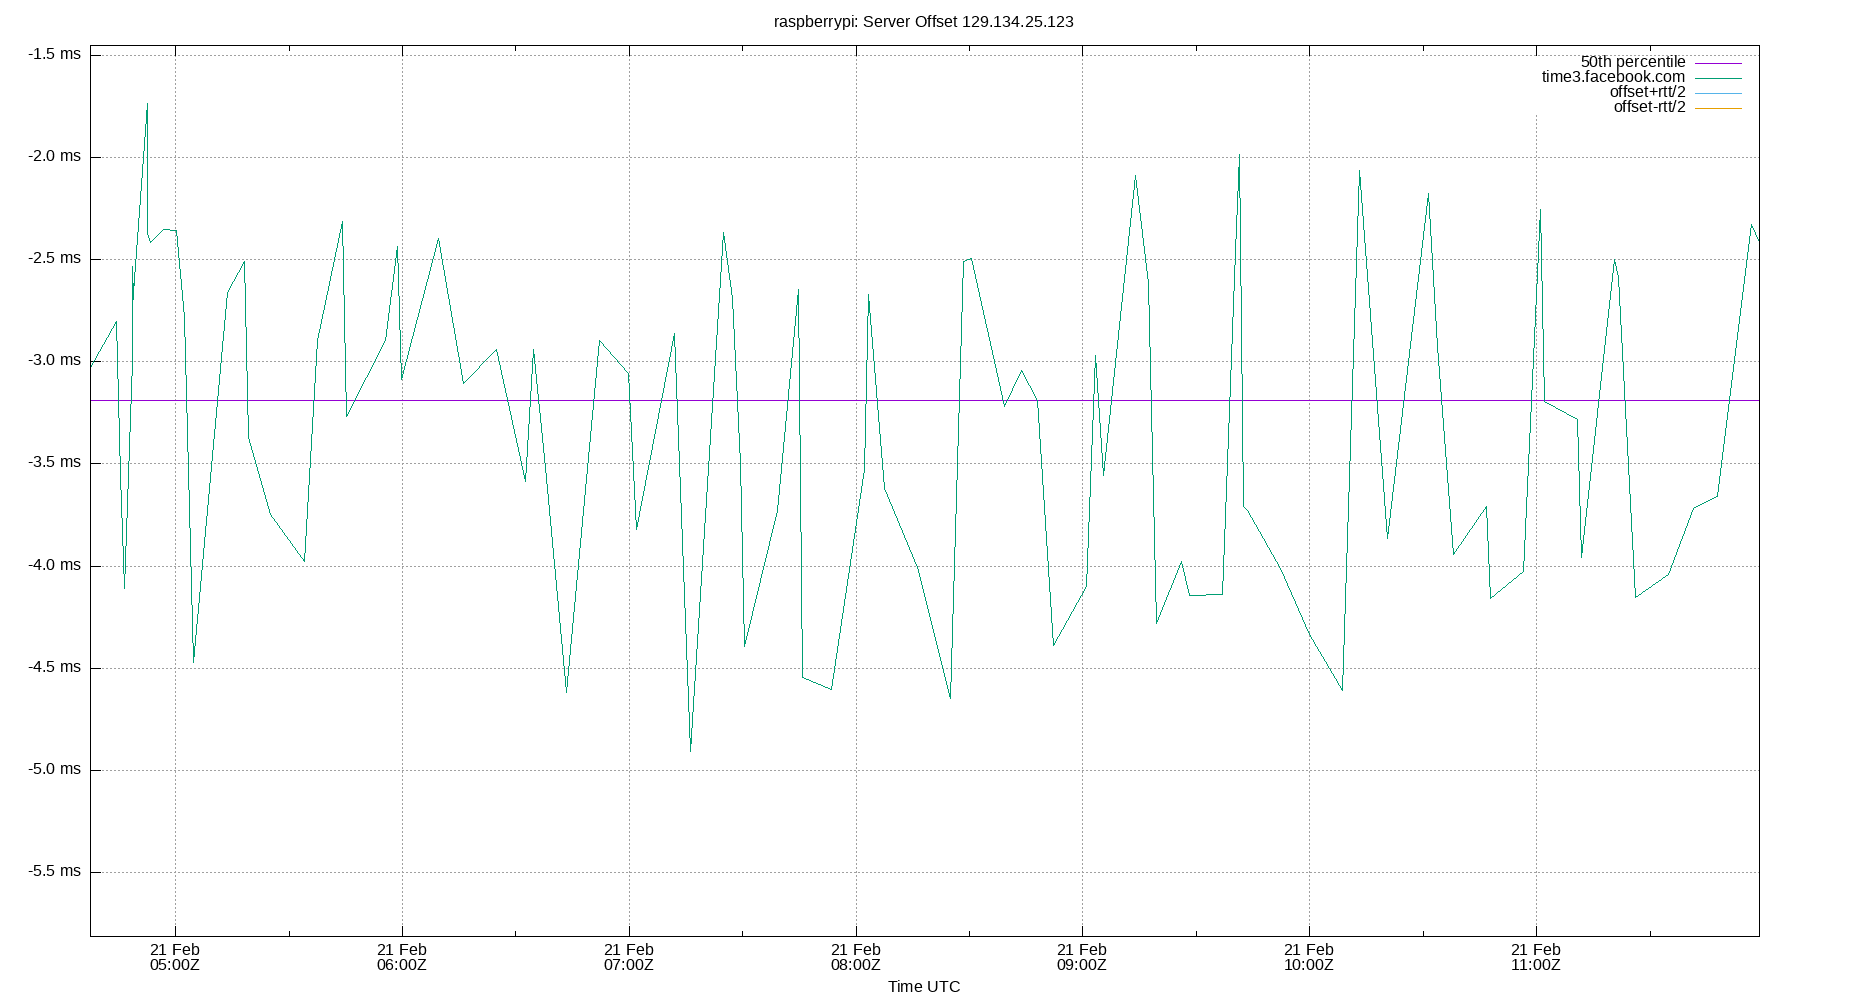 raspberrypi: Server Offset 129.134.25.123
-1.5 ms
-2.0 ms
-2.5 ms
-3.0 ms
-3.5 ms
-4.0 ms
-4.5 ms
-5.0 ms
-5.5 ms
50th percentile
time3.facebook.com
offset+rtt/2
offset-rtt/2
21 Feb 21 Feb 21 Feb 21 Feb 21 Feb 21 Feb 21 Feb
05:00Z 06:00Z 07:00Z 08:00Z 09:00Z 10:00Z 11:00Z
Time UTC